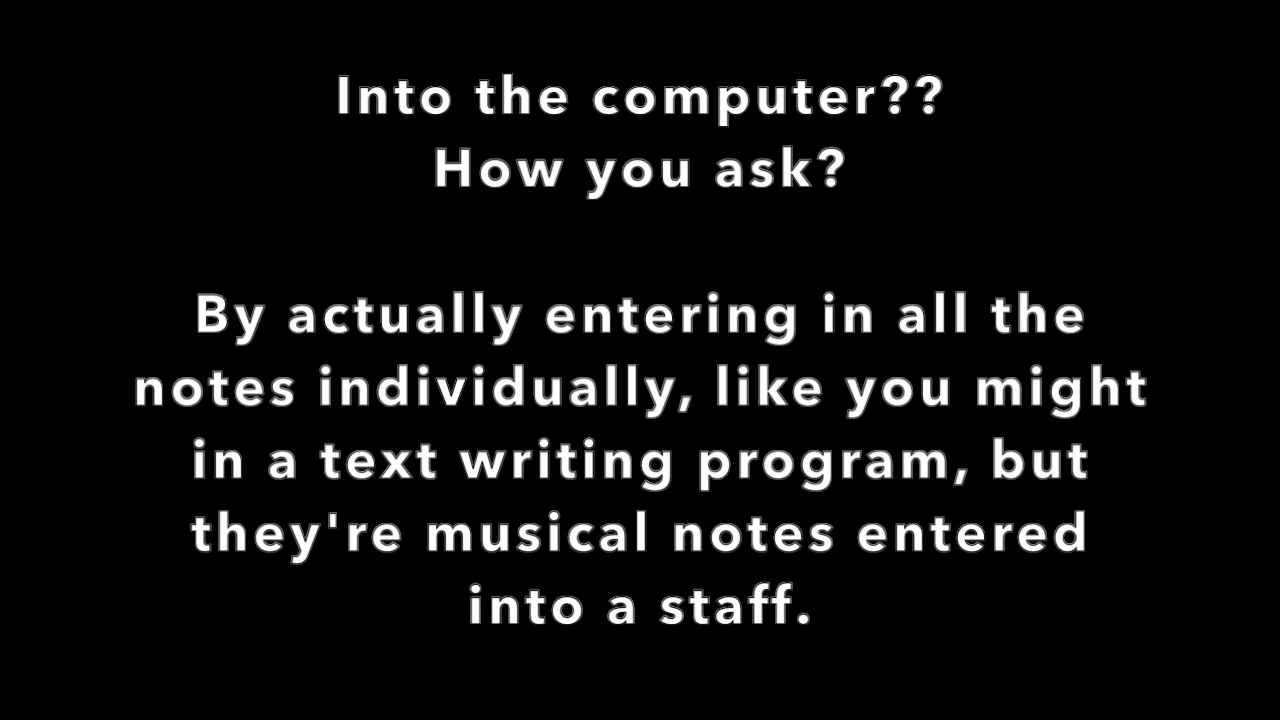 Into the computer??
How you ask?
By actually entering in all the
notes individually, like you might
in a text writing program, but
they're musical notes entered
into a staff.